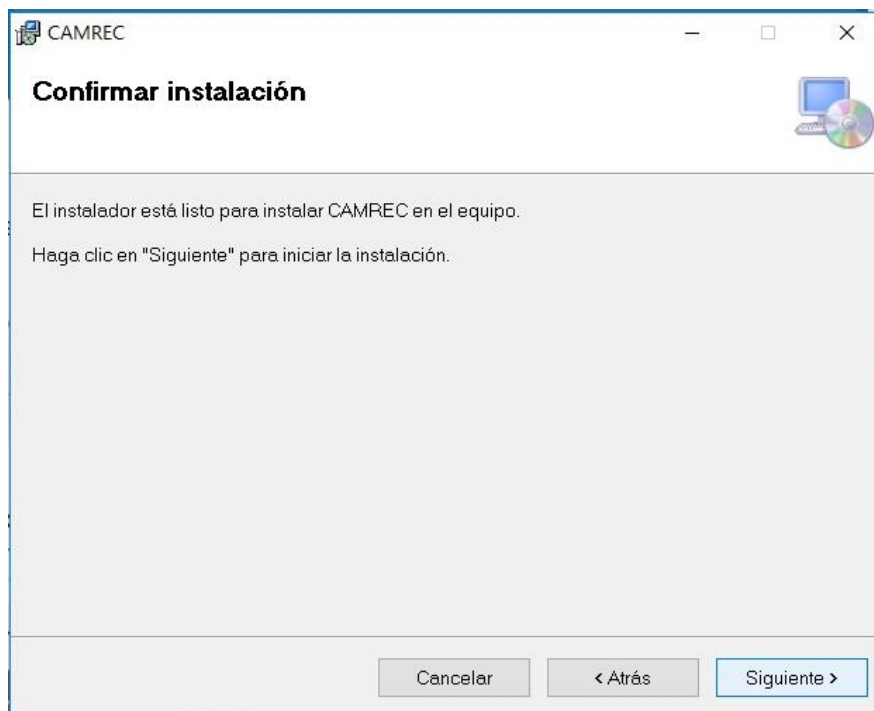 CAMREC
Confirmar instalación
El instalador está listo para instalar CAMREC en el equipo.
Haga clic en "Siguiente" para iniciar la instalación.
Cancelar
< Atrás
Siguiente >